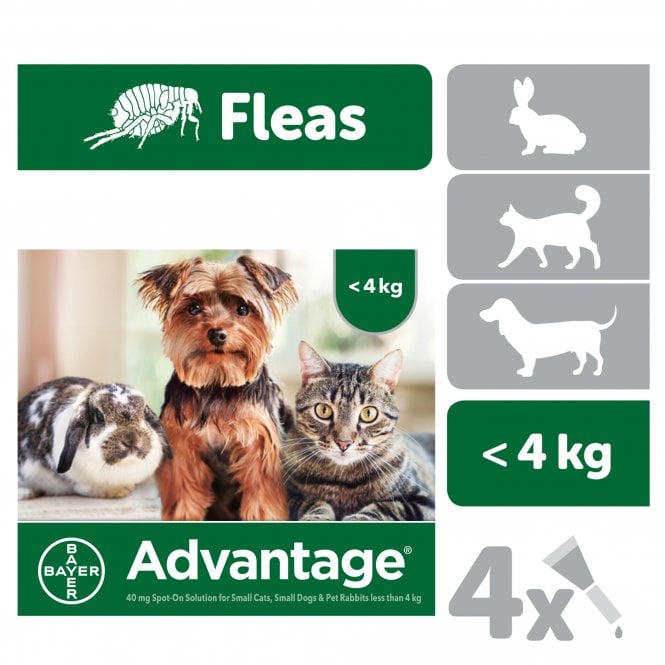 Fleas
< 4 kg
< 4 kg
BAYER
BAYER
Advantage®
40 mg Spot-On Solution for Small Cats, Small Dogs & Pet Rabbits less than 4 kg
4x